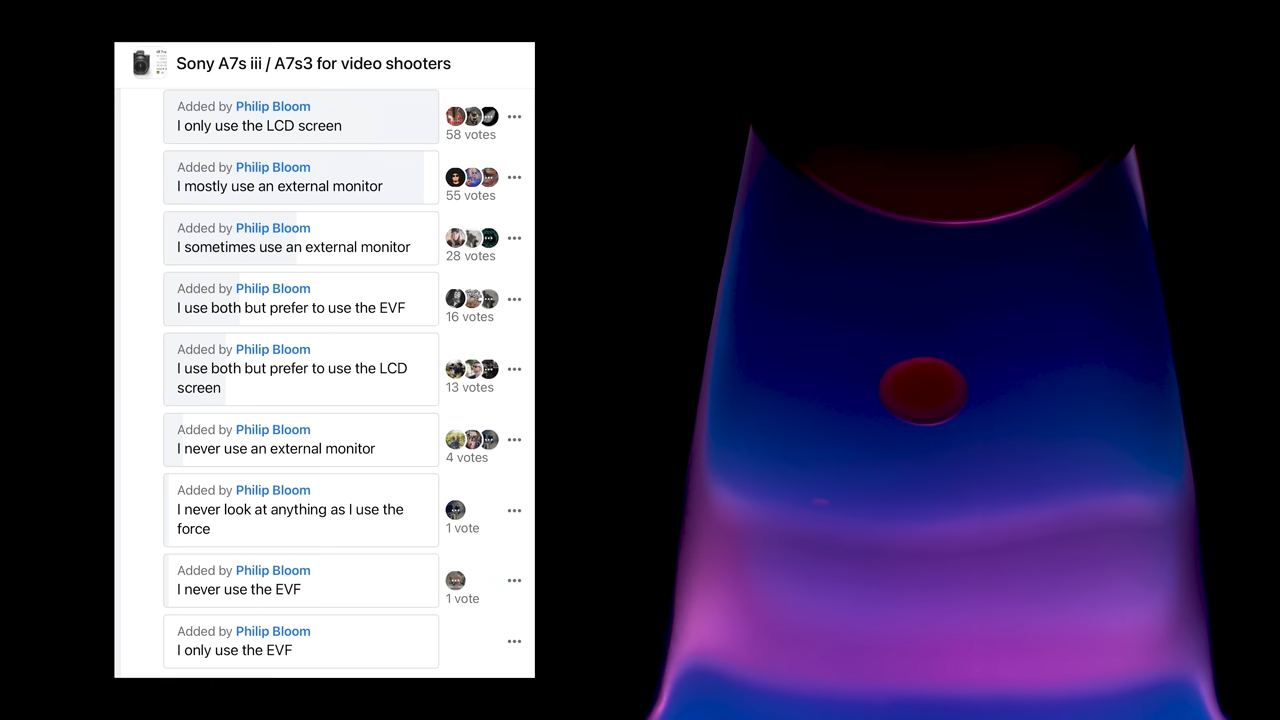 Sony A7s iii / A7s3 for video shooters
Added by Philip Bloom
I only use the LCD screen
58 votes
Added by Philip Bloom
I mostly use an external monitor
55 votes
Added by Philip Bloom
I sometimes use an external monitor
28 votes
Added by Philip Bloom
I use both but prefer to use the EVF
16 votes
Added by Philip Bloom
I use both but prefer to use the LCD
screen
13 votes
Added by Philip Bloom
I never use an external monitor
4 votes
Added by Philip Bloom
I never look at anything as I use the
force
1 vote
Added by Philip Bloom
I never use the EVF
1 vote
Added by Philip Bloom
I only use the EVF